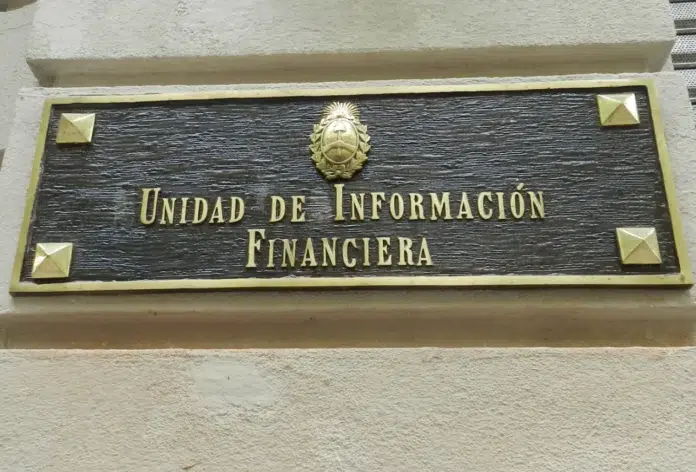 Unidad de Información
Financiera